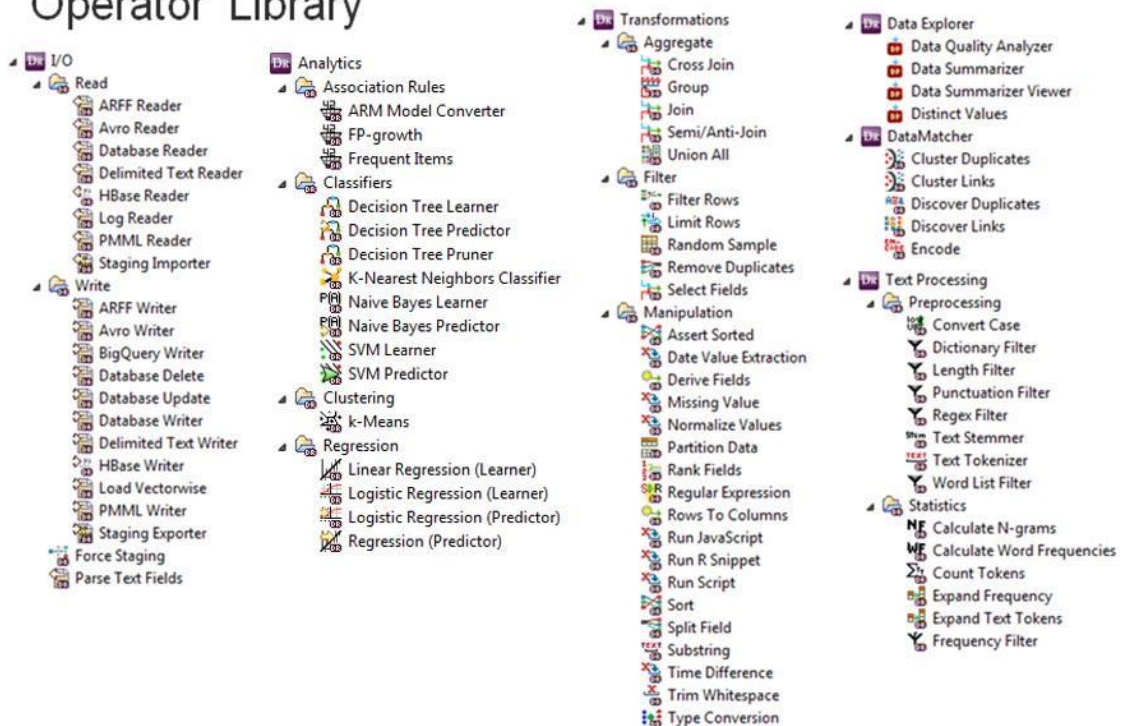 Operator Library
DR I/O
Read
ARFF Reader
Avro Reader
Database Reader
Delimited Text Reader
HBase Reader
Log Reader
PMML Reader
Staging Importer
Write
ARFF Writer
Avro Writer
BigQuery Writer
Database Delete
Database Update
Database Writer
Delimited Text Writer
HBase Writer
Load Vectorwise
PMML Writer
Staging Exporter
Force Staging
Parse Text Fields
DR Analytics
Association Rules
ARM Model Converter
FP-growth
Frequent Items
Classifiers
Decision Tree Learner
Decision Tree Predictor
Decision Tree Pruner
K-Nearest Neighbors Classifier
Naive Bayes Learner
Naive Bayes Predictor
SVM Learner
SVM Predictor
Clustering
k-Means
Regression
Linear Regression (Learner)
Logistic Regression (Learner)
Logistic Regression (Predictor)
Regression (Predictor)
DR Transformations
Aggregate
Cross Join
Group
Join
Semi/Anti-Join
Union All
Filter
Filter Rows
Limit Rows
Random Sample
Remove Duplicates
Select Fields
Manipulation
Assert Sorted
Date Value Extraction
Derive Fields
Missing Value
Normalize Values
Partition Data
Rank Fields
Regular Expression
Rows To Columns
Run JavaScript
Run R Snippet
Run Script
Sort
Split Field
Substring
Time Difference
Trim Whitespace
Type Conversion
DR Data Explorer
Data Quality Analyzer
Data Summarizer
Data Summarizer Viewer
Distinct Values
DR DataMatcher
Cluster Duplicates
Cluster Links
Discover Duplicates
Discover Links
Encode
DR Text Processing
Preprocessing
Convert Case
Dictionary Filter
Length Filter
Punctuation Filter
Regex Filter
Text Stemmer
Text Tokenizer
Word List Filter
Statistics
Calculate N-grams
Calculate Word Frequencies
Count Tokens
Expand Frequency
Expand Text Tokens
Frequency Filter